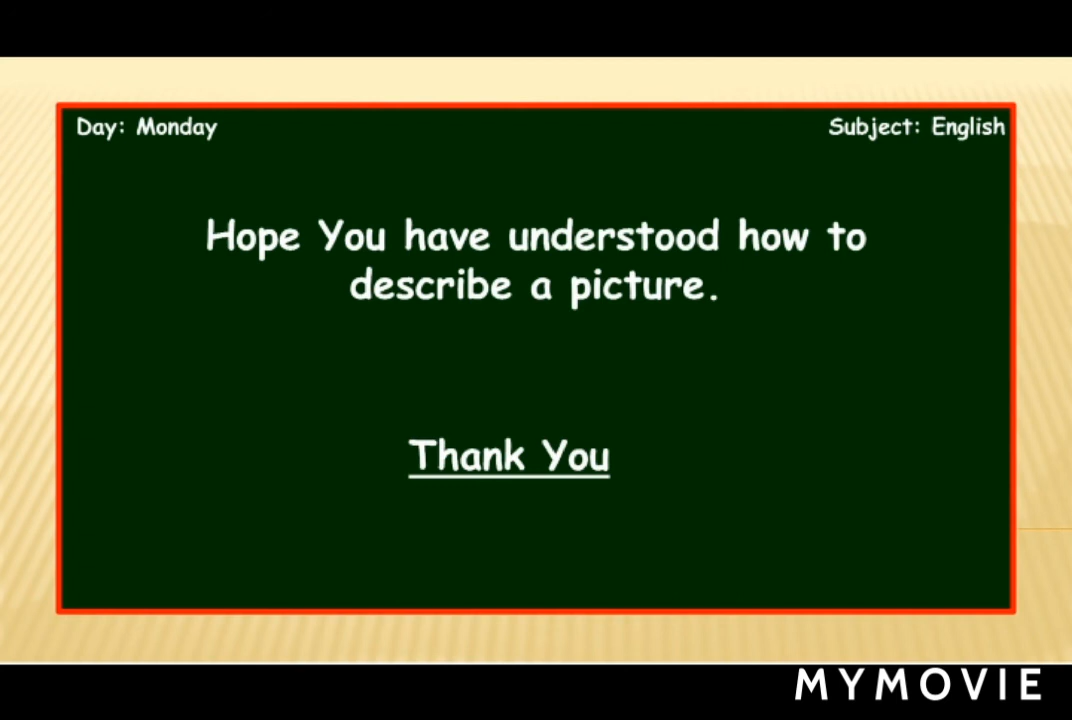 Day: Monday
Subject: English
Hope You have understood how to
describe a picture.
Thank You
MYMOVIE